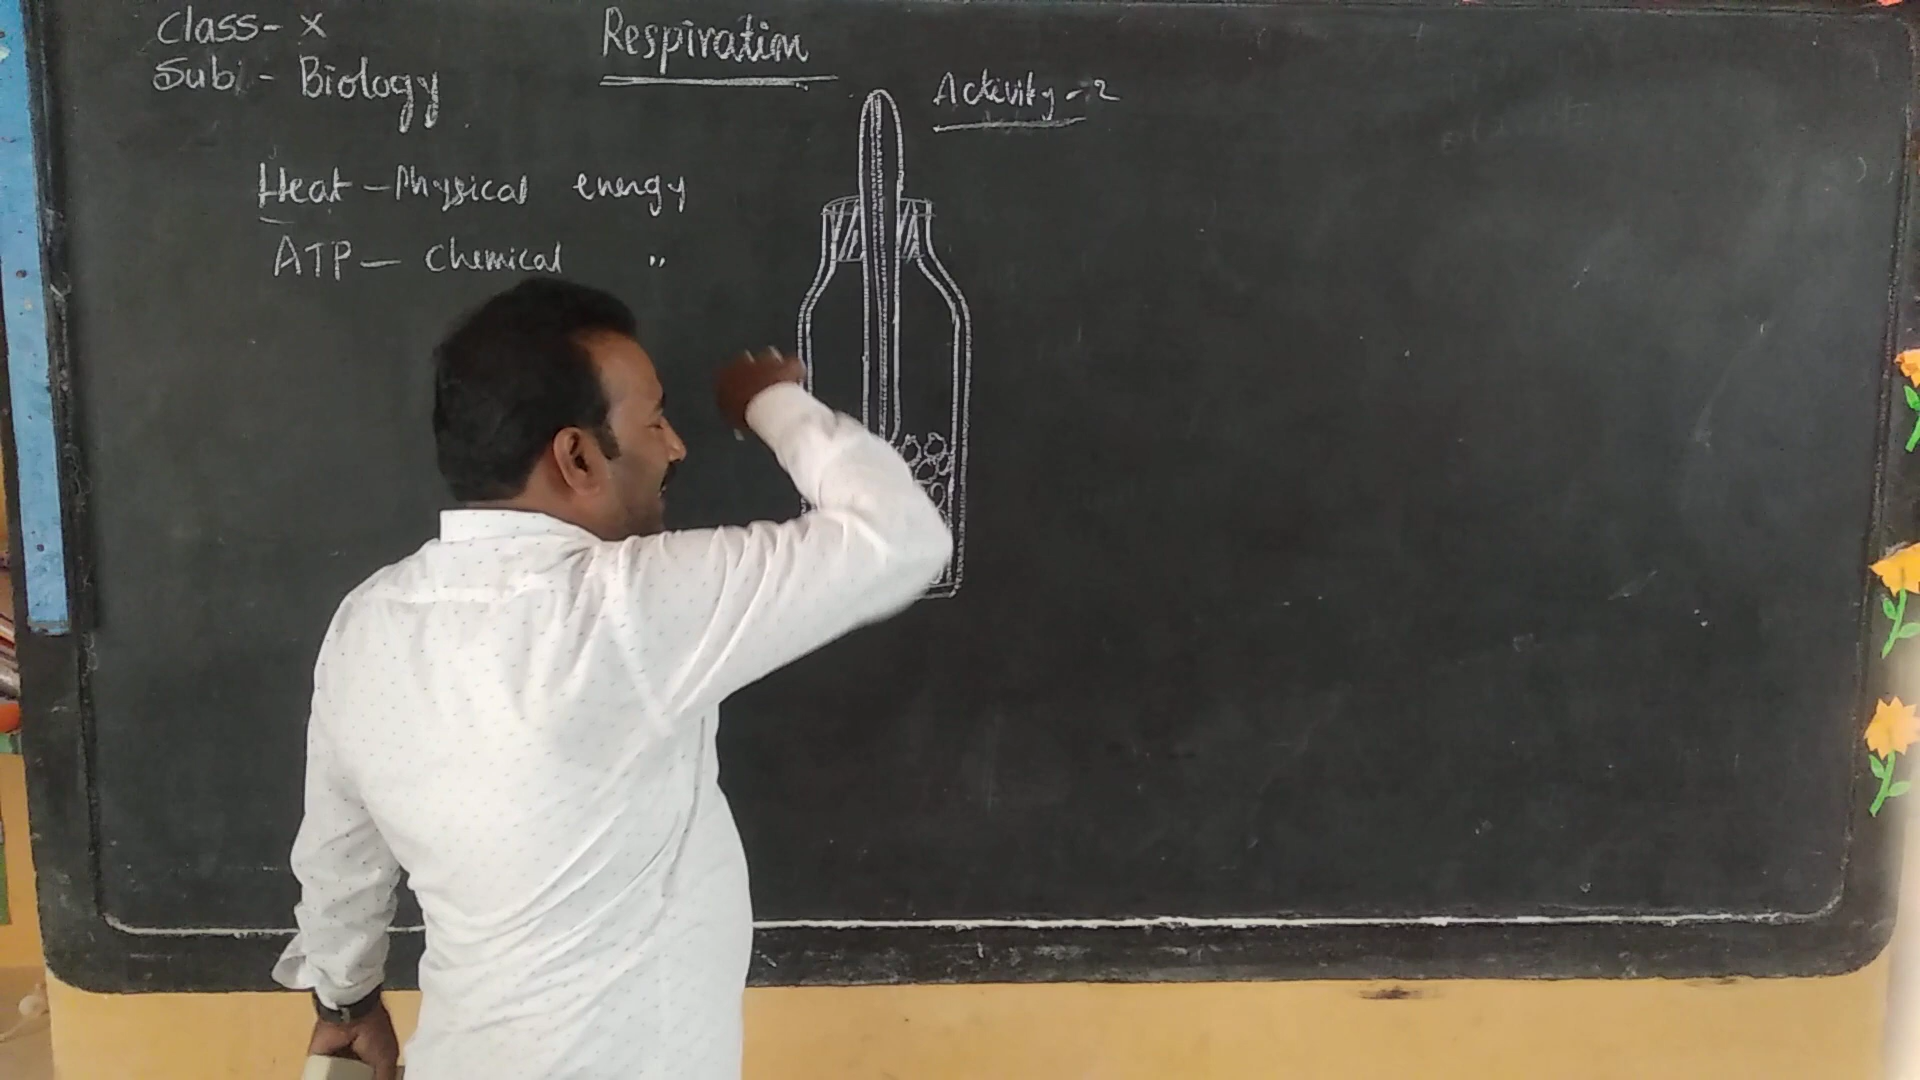 Class - X
Sub: - Biology
Respiration
Activity - 2
Heat - Physical energy
ATP - Chemical "